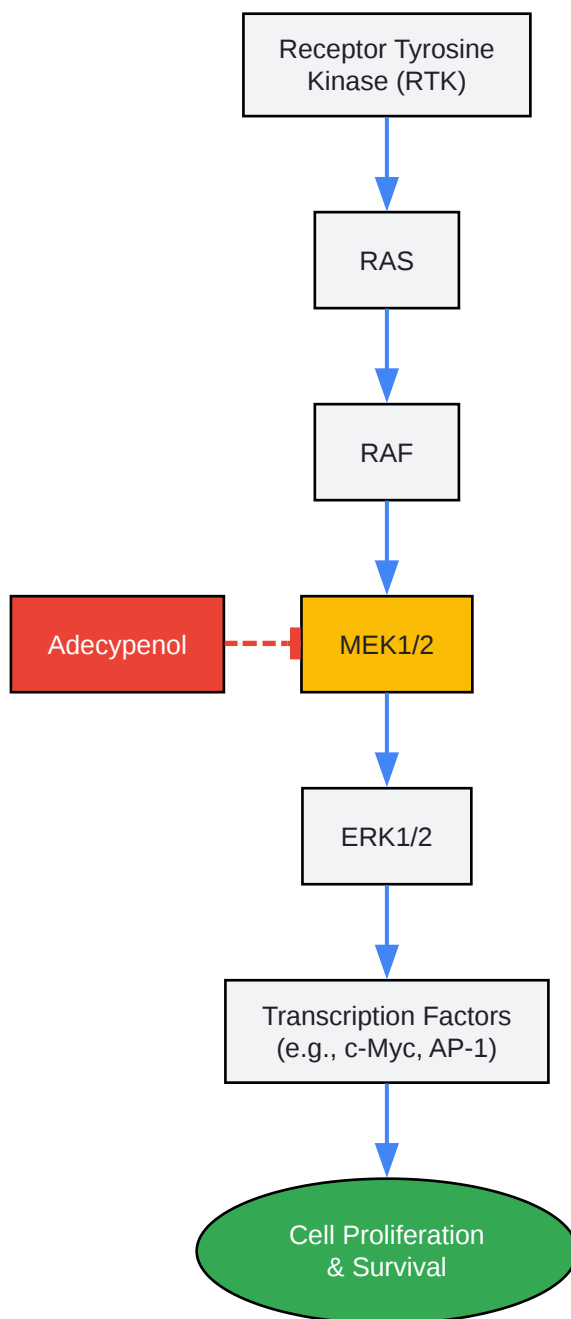 Receptor Tyrosine
Kinase (RTK)
RAS
RAF
Adecypenol
MEK1/2
ERK1/2
Transcription Factors
(e.g., c-Myc, AP-1)
Cell Proliferation
& Survival